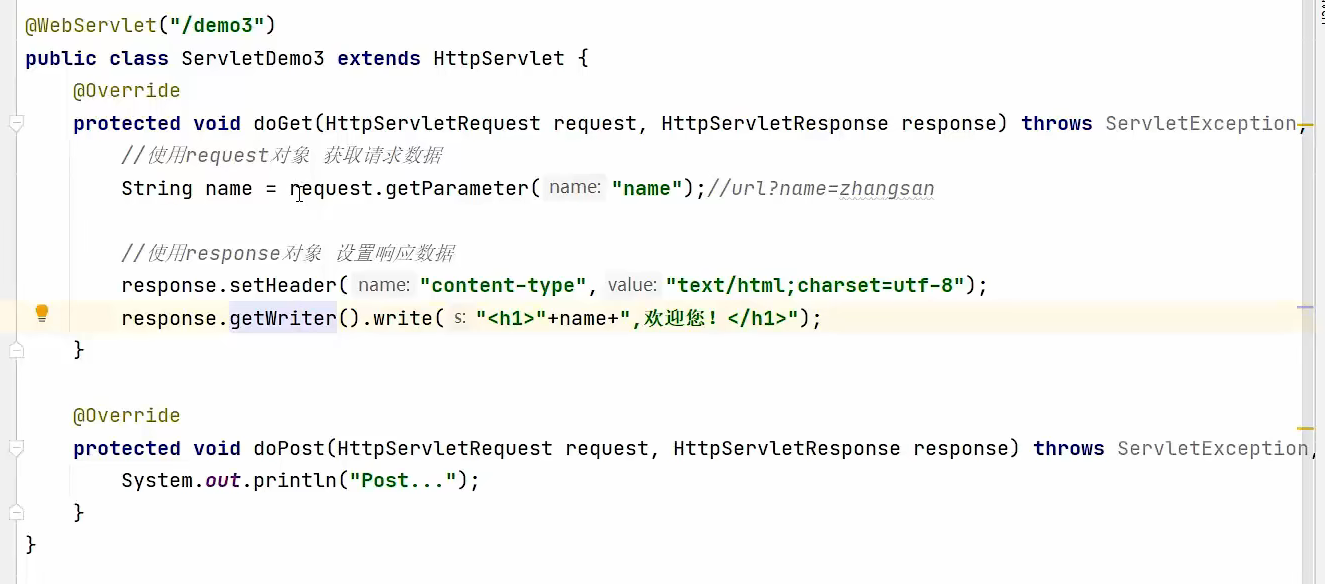 @WebServlet("/demo3")
public class ServletDemo3 extends HttpServlet {
@Override
protected void doGet(HttpServletRequest request, HttpServletResponse response) throws ServletException,
//使用request对象 获取请求数据
String name = request.getParameter( name: "name");//url?name=zhangsan
//使用response对象 设置响应数据
response.setHeader( name: "content-type", value: "text/html;charset=utf-8");
response.getWriter().write( s: "<h1>"+name+",欢迎您！</h1>");
}
@Override
protected void doPost(HttpServletRequest request, HttpServletResponse response) throws ServletException,
System.out.println("Post...");
}
}